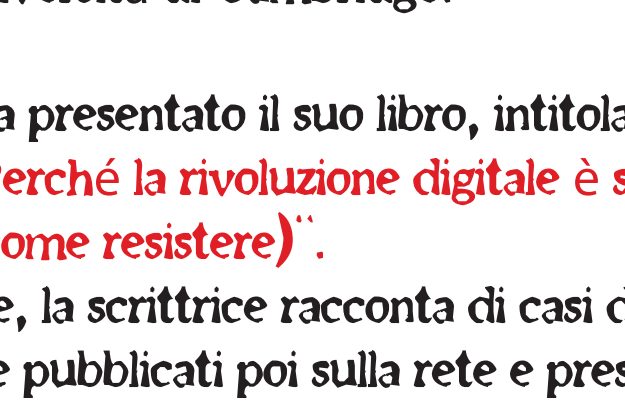 a presentato il suo libro, intitola
erché la rivoluzione digitale è s
ome resistere)".
e, la scrittrice racconta di casi d
e pubblicati poi sulla rete e pres